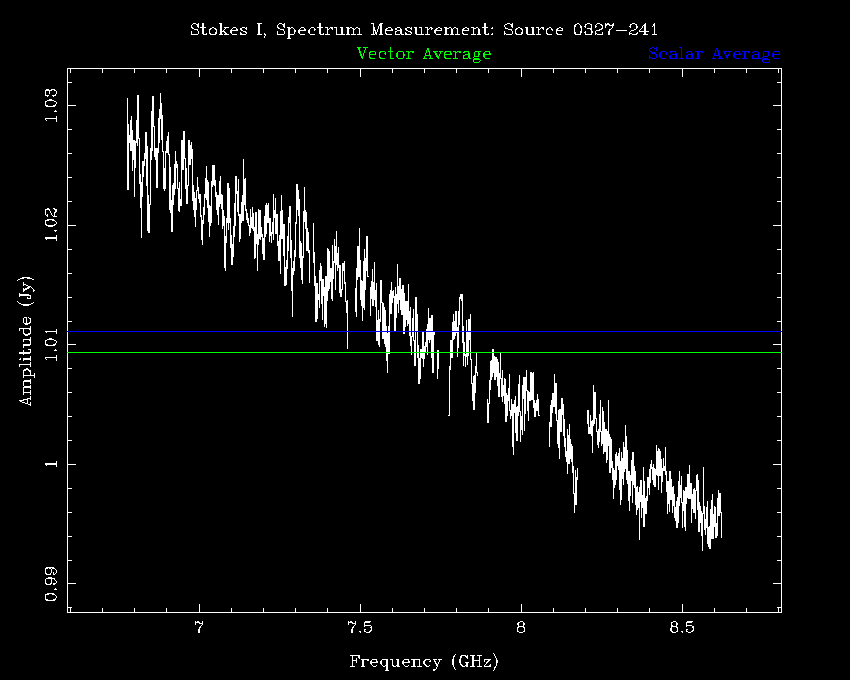 Stokes I, Spectrum Measurement: Source 0327−241
Vector Average Scalar Average
1.03
1.02
1.01
1
0.99
Amplitude (Jy)
7 7.5 8 8.5
Frequency (GHz)